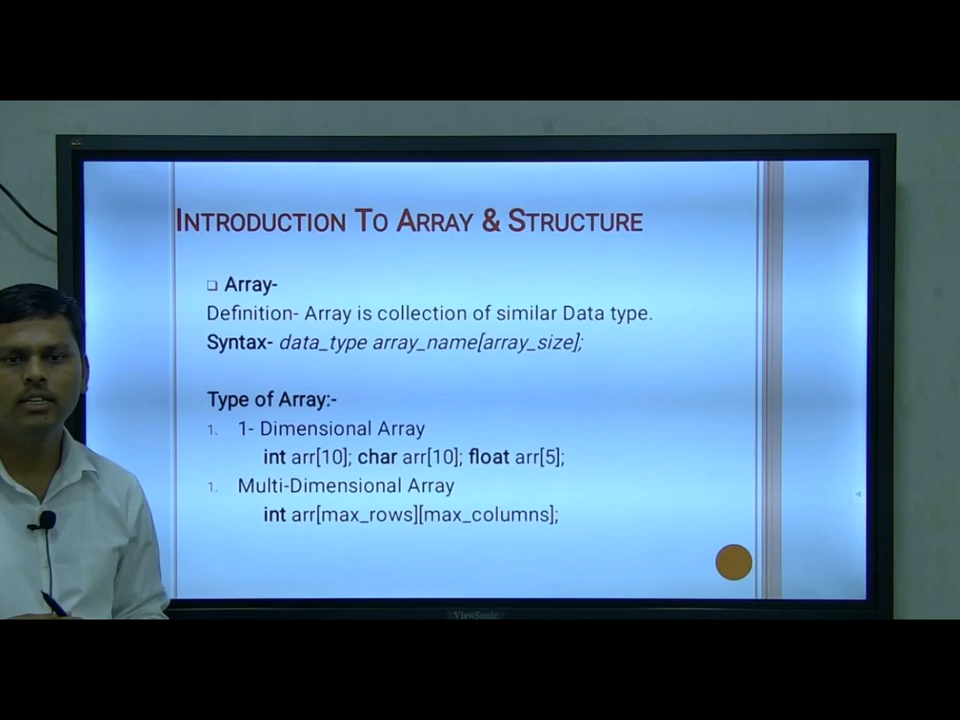 INTRODUCTION TO ARRAY & STRUCTURE
❑ Array-
Definition- Array is collection of similar Data type.
Syntax- data_type array_name[array_size];
Type of Array:-
1. 1- Dimensional Array
int arr[10]; char arr[10]; float arr[5];
1. Multi-Dimensional Array
int arr[max_rows][max_columns];
ViewSonic